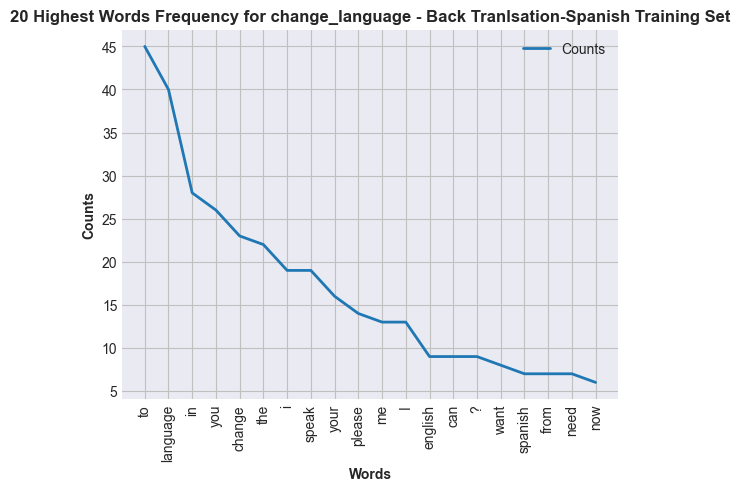 20 Highest Words Frequency for change_language - Back Tranlsation-Spanish Training Set
Counts
45
40
35
30
25
20
15
10
5
Counts
to
language
in
you
change
the
i
speak
your
please
me
I
english
can
?
want
spanish
from
need
now
Words